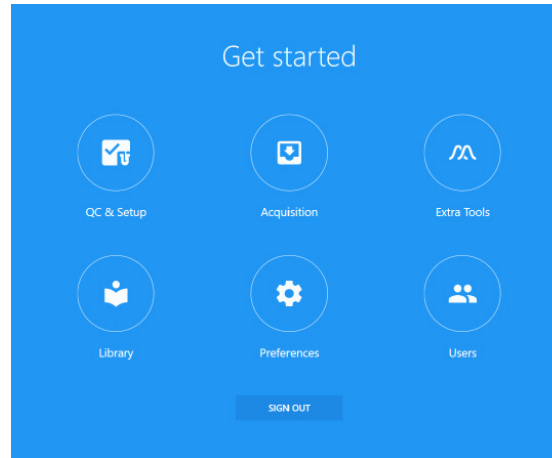 Get started
QC & Setup
Acquisition
Extra Tools
Library
Preferences
Users
SIGN OUT